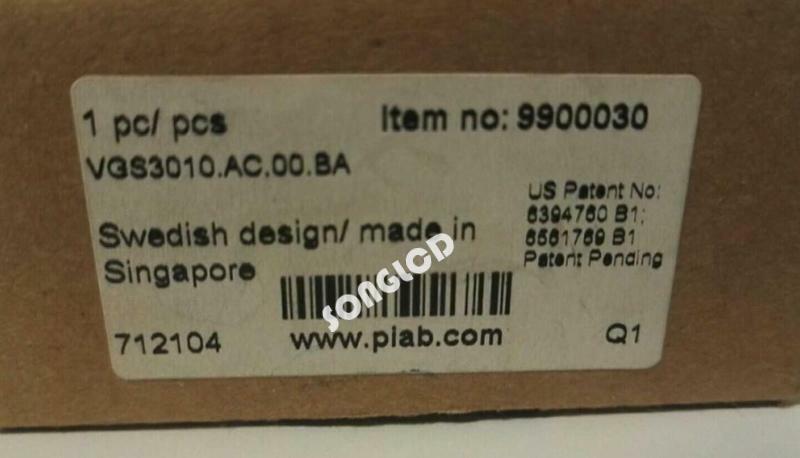 1 pc/ pcs
Item no: 9900030
VGS3010.AC.00.BA
US Patent No:
6394760 B1;
6561769 B1
Patent Pending
Swedish design/ made in
Singapore
SONGLCD
712104
www.piab.com
Q1